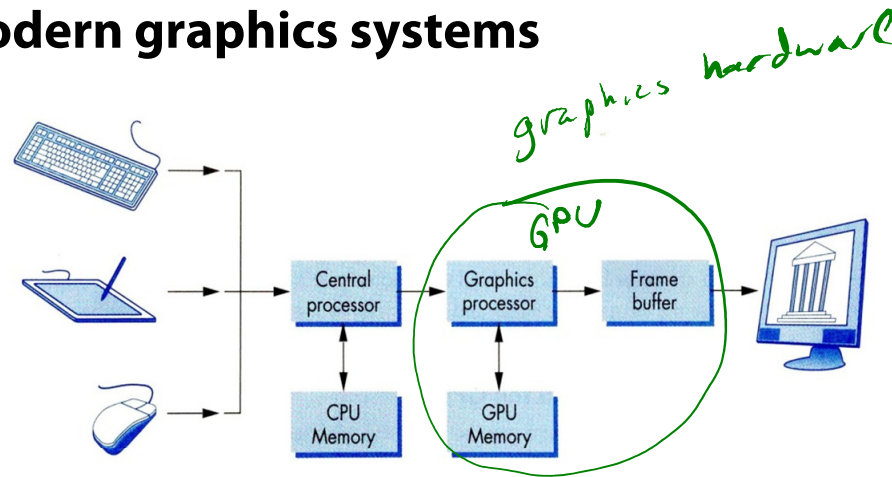 odern graphics systems
graphics hardware
GPU
Central processor
Graphics processor
Frame buffer
CPU Memory
GPU Memory